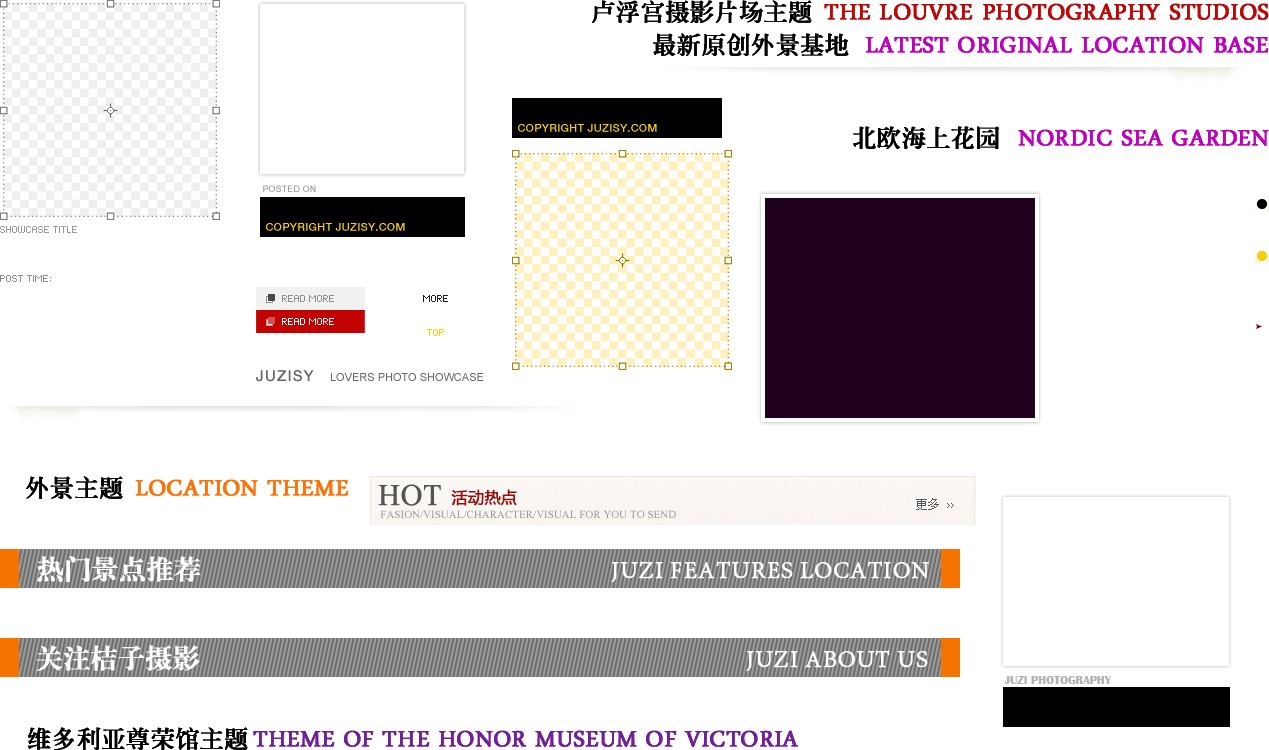 卢浮宫摄影片场主题 THE LOUVRE PHOTOGRAPHY STUDIOS
最新原创外景基地 LATEST ORIGINAL LOCATION BASE
COPYRIGHT JUZISY.COM
北欧海上花园 NORDIC SEA GARDEN
POSTED ON
COPYRIGHT JUZISY.COM
SHOWCASE TITLE
POST TIME:
READ MORE
MORE
READ MORE
TOP
JUZISY LOVERS PHOTO SHOWCASE
外景主题 LOCATION THEME
HOT 活动热点
更多 ››
FASION/VISUAL/CHARACTER/VISUAL FOR YOU TO SEND
热门景点推荐 JUZI FEATURES LOCATION
关注桔子摄影 JUZI ABOUT US
JUZI PHOTOGRAPHY
维多利亚尊荣馆主题 THEME OF THE HONOR MUSEUM OF VICTORIA